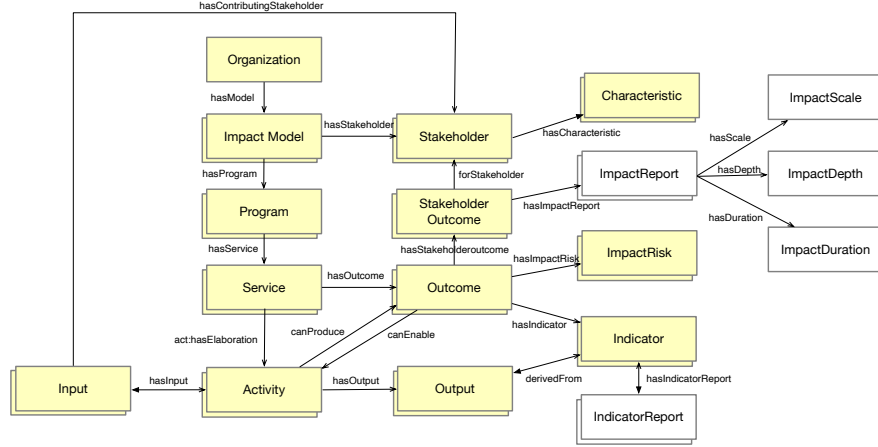 hasContributingStakeholder
Organization
hasModel
Impact Model
hasStakeholder
Stakeholder
hasCharacteristic
Characteristic
ImpactScale
hasProgram
forStakeholder
hasScale
Program
Stakeholder
Outcome
hasImpactReport
ImpactReport
hasDepth
ImpactDepth
hasService
hasStakeholderoutcome
hasDuration
ImpactDuration
Service
hasOutcome
Outcome
hasImpactRisk
ImpactRisk
act:hasElaboration
canProduce
canEnable
hasIndicator
Indicator
Input
hasInput
Activity
hasOutput
Output
derivedFrom
hasIndicatorReport
IndicatorReport